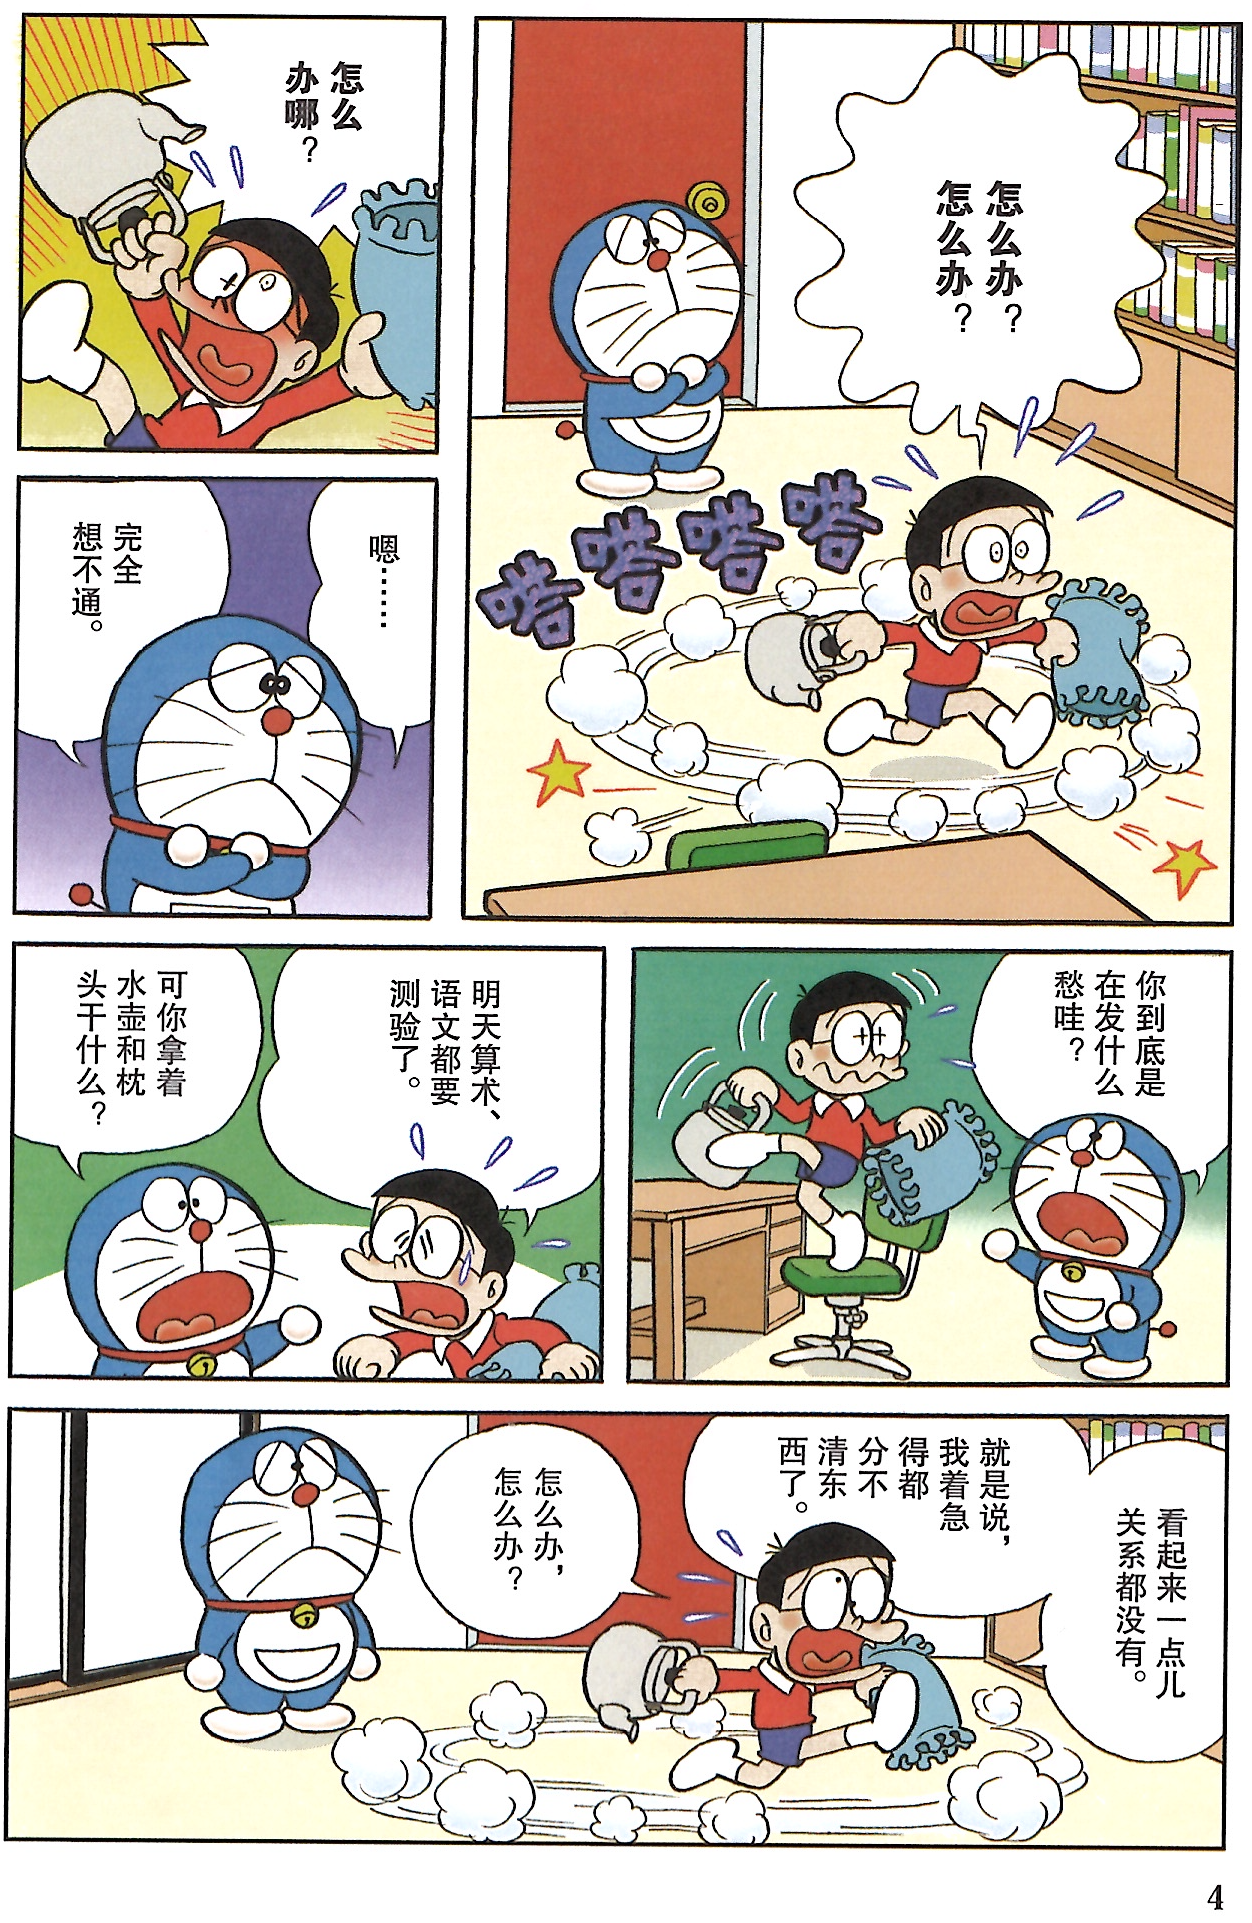 怎么办？
怎么办？
嗒嗒嗒嗒
怎么
办哪？
嗯……
完全
想不通。
你到底是
在发什么
愁哇？
明天算术、
语文都要
测验了。
可你拿着
水壶和枕
头干什么？
看起来一点儿
关系都没有。
就是说，
我着急
得都
分不
清东
西了。
怎么办，
怎么办？
4